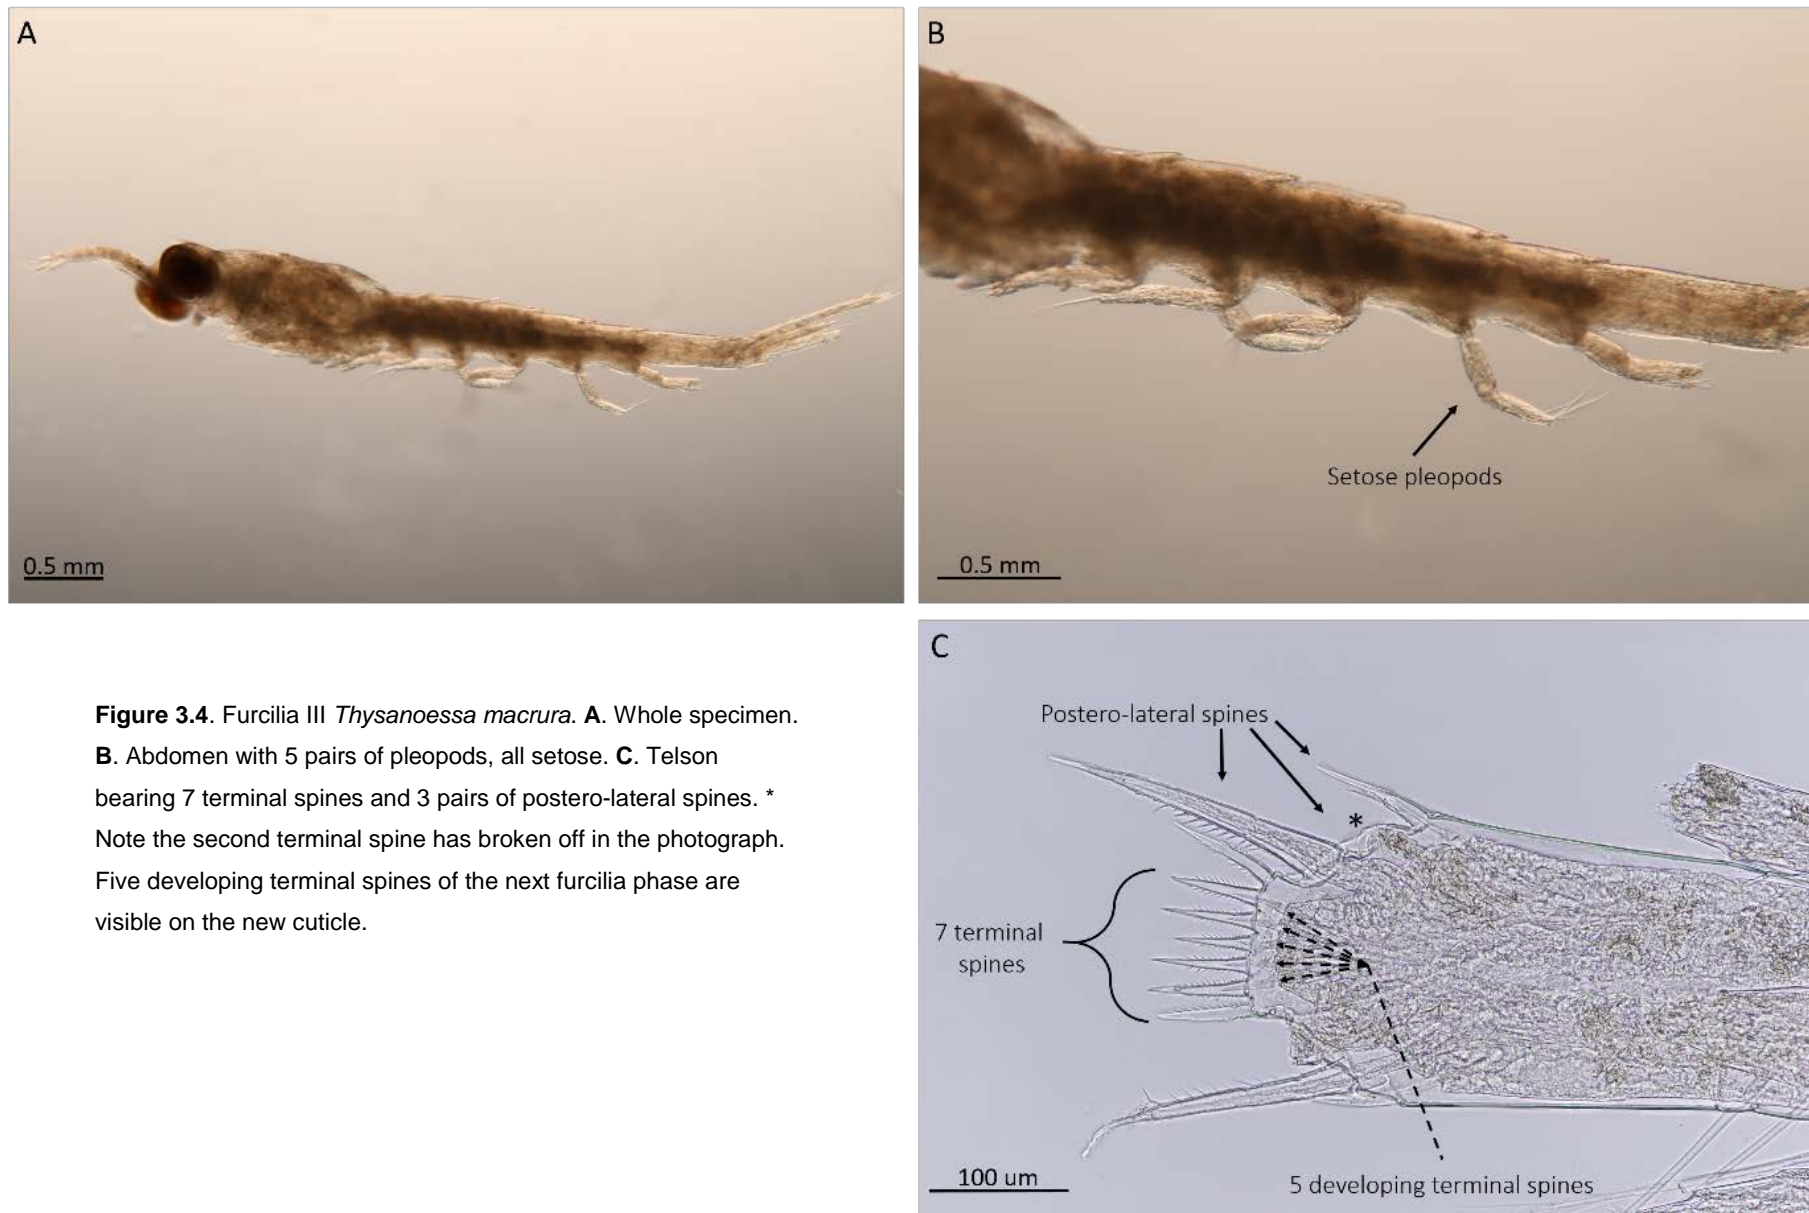 A
0.5 mm
B
Setose pleopods
0.5 mm
Figure 3.4. Furcilia III Thysanoessa macrura. A. Whole specimen.
B. Abdomen with 5 pairs of pleopods, all setose. C. Telson
bearing 7 terminal spines and 3 pairs of postero-lateral spines. *
Note the second terminal spine has broken off in the photograph.
Five developing terminal spines of the next furcilia phase are
visible on the new cuticle.
C
Postero-lateral spines
*
7 terminal
spines
100 um
5 developing terminal spines